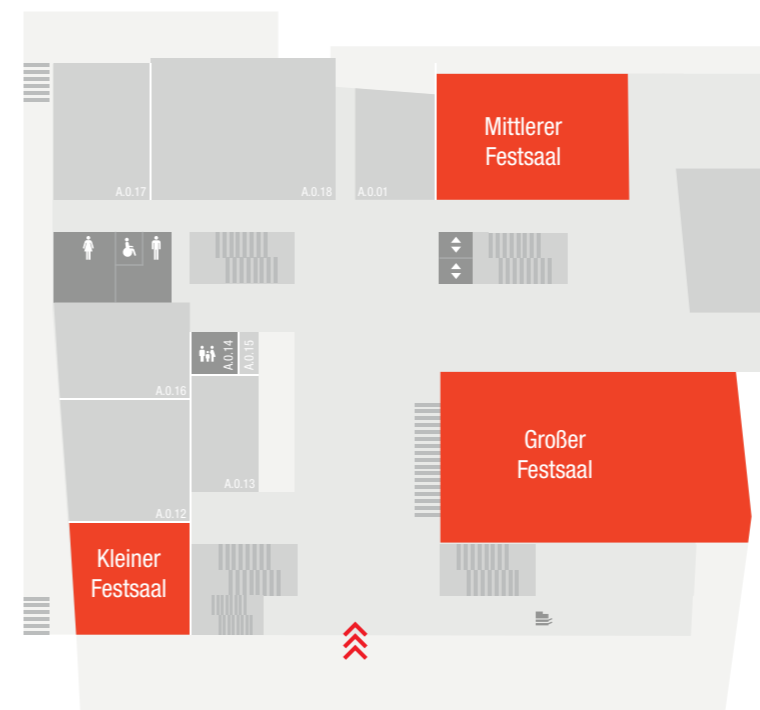 Mittlerer
Festsaal
A.0.17
A.0.18
A.0.01
A.0.14
A.0.15
A.0.16
Großer
Festsaal
A.0.13
A.0.12
Kleiner
Festsaal